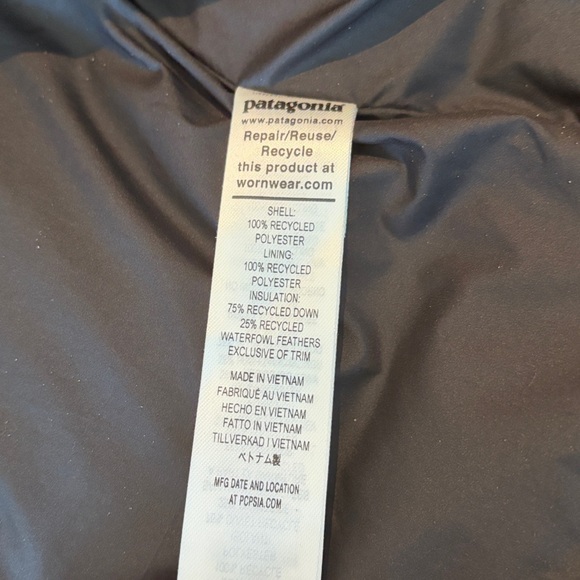 patagonia
www.patagonia.com
Repair/Reuse/
Recycle
this product at
wornwear.com
SHELL:
100% RECYCLED
POLYESTER
LINING:
100% RECYCLED
POLYESTER
INSULATION:
75% RECYCLED DOWN
25% RECYCLED
WATERFOWL FEATHERS
EXCLUSIVE OF TRIM
MADE IN VIETNAM
FABRIQUÉ AU VIETNAM
HECHO EN VIETNAM
FATTO IN VIETNAM
TILLVERKAD I VIETNAM
ベトナム製
MFG DATE AND LOCATION
AT PCPSIA.COM